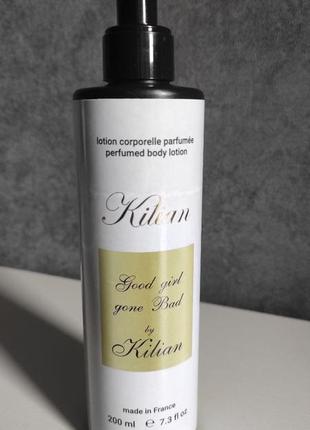 lotion corporelle parfumée
perfumed body lotion
Kilian
Good girl
gone Bad
by
Kilian
made in France
200 ml ℮ 7.3 fl oz